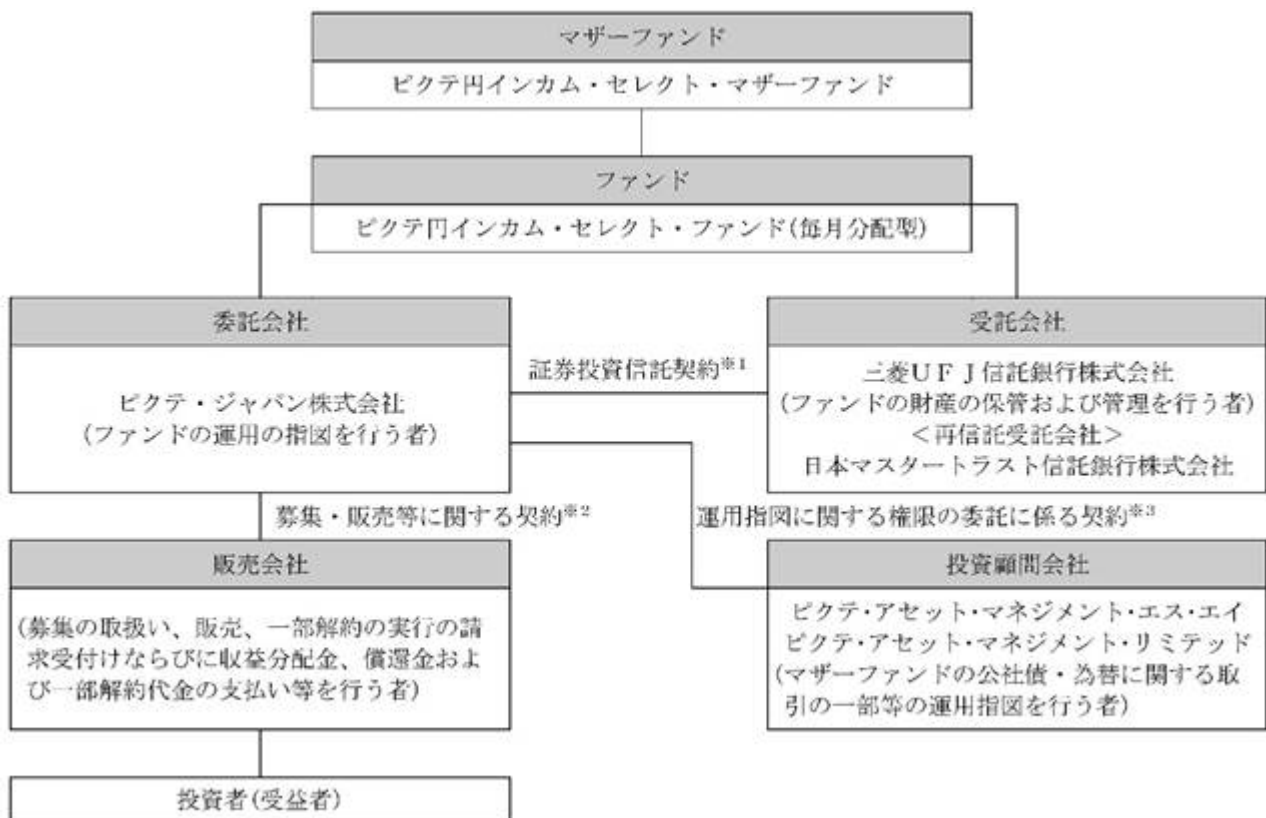 マザーファンド
ピクテ円インカム・セレクト・マザーファンド
ファンド
ピクテ円インカム・セレクト・ファンド(毎月分配型)
委託会社
ピクテ・ジャパン株式会社
(ファンドの運用の指図を行う者)
証券投資信託契約※1
受託会社
三菱UFJ信託銀行株式会社
(ファンドの財産の保管および管理を行う者)
<再信託受託会社>
日本マスタートラスト信託銀行株式会社
募集・販売等に関する契約※2
運用指図に関する権限の委託に係る契約※3
販売会社
(募集の取扱い、販売、一部解約の実行の請
求受付けならびに収益分配金、償還金およ
び一部解約代金の支払い等を行う者)
投資顧問会社
ピクテ・アセット・マネジメント・エス・エイ
ピクテ・アセット・マネジメント・リミテッド
(マザーファンドの公社債・為替に関する取
引の一部等の運用指図を行う者)
投資者(受益者)